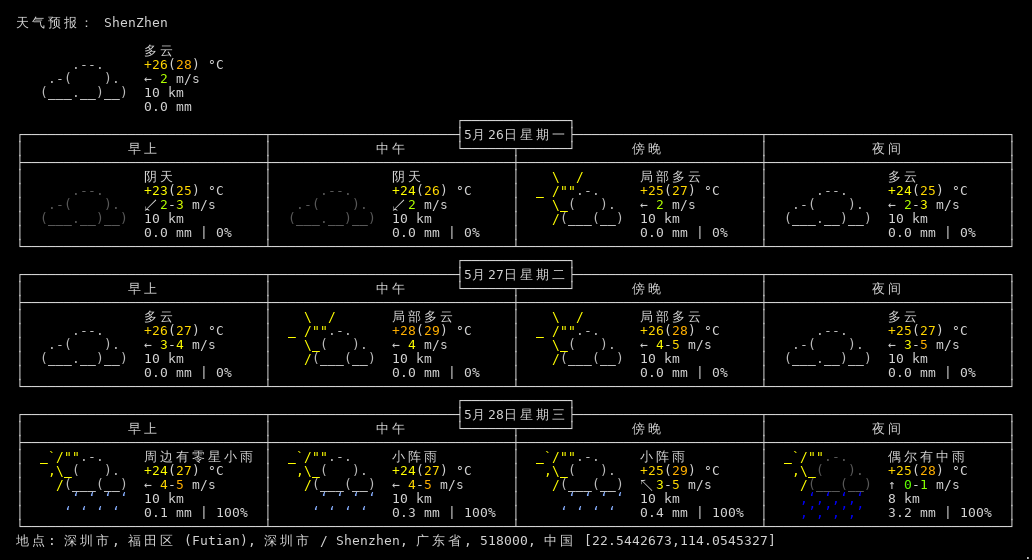 天气预报： ShenZhen
多云
+26(28) °C
← 2 m/s
10 km
0.0 mm
5月26日星期一
早上 中午 傍晚 夜间
阴天 阴天 局部多云 多云
+23(25) °C +24(26) °C +25(27) °C +24(25) °C
↙ 2-3 m/s ↙ 2 m/s ← 2 m/s ← 2-3 m/s
10 km 10 km 10 km 10 km
0.0 mm | 0% 0.0 mm | 0% 0.0 mm | 0% 0.0 mm | 0%
5月27日星期二
早上 中午 傍晚 夜间
多云 局部多云 局部多云 多云
+26(27) °C +28(29) °C +26(28) °C +25(27) °C
← 3-4 m/s ← 4 m/s ← 4-5 m/s ← 3-5 m/s
10 km 10 km 10 km 10 km
0.0 mm | 0% 0.0 mm | 0% 0.0 mm | 0% 0.0 mm | 0%
5月28日星期三
早上 中午 傍晚 夜间
周边有零星小雨 小阵雨 小阵雨 偶尔有中雨
+24(27) °C +24(27) °C +25(29) °C +25(28) °C
← 4-5 m/s ← 4-5 m/s ↖ 3-5 m/s ↑ 0-1 m/s
10 km 10 km 10 km 8 km
0.1 mm | 100% 0.3 mm | 100% 0.4 mm | 100% 3.2 mm | 100%
地点: 深圳市, 福田区 (Futian), 深圳市 / Shenzhen, 广东省, 518000, 中国 [22.5442673,114.0545327]